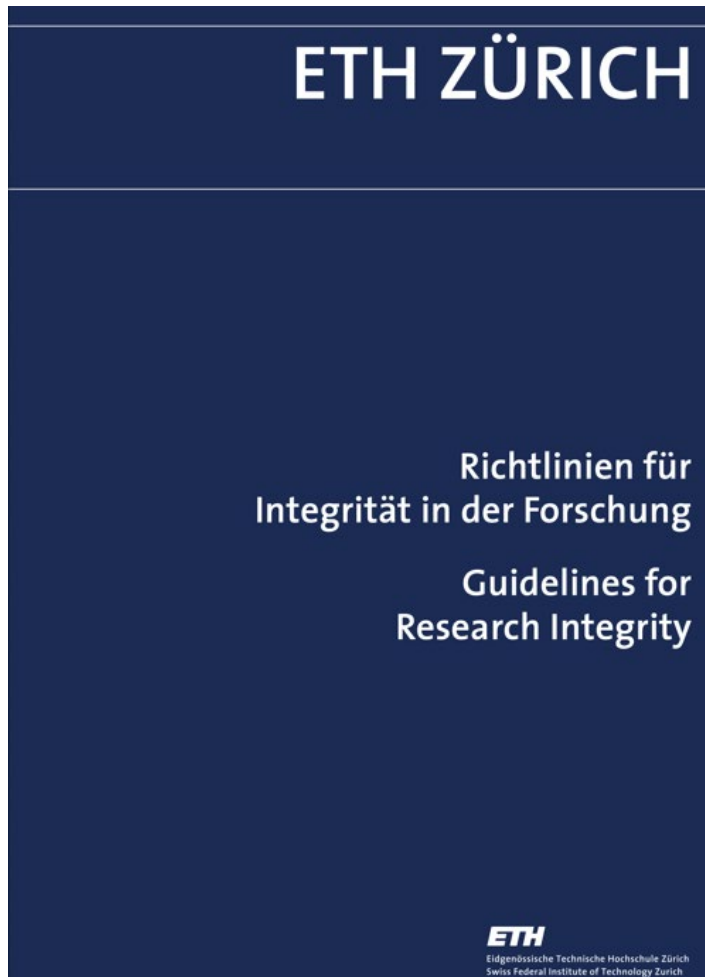 ETH ZÜRICH
Richtlinien für
Integrität in der Forschung
Guidelines for
Research Integrity
ETH
Eidgenössische Technische Hochschule Zürich
Swiss Federal Institute of Technology Zurich